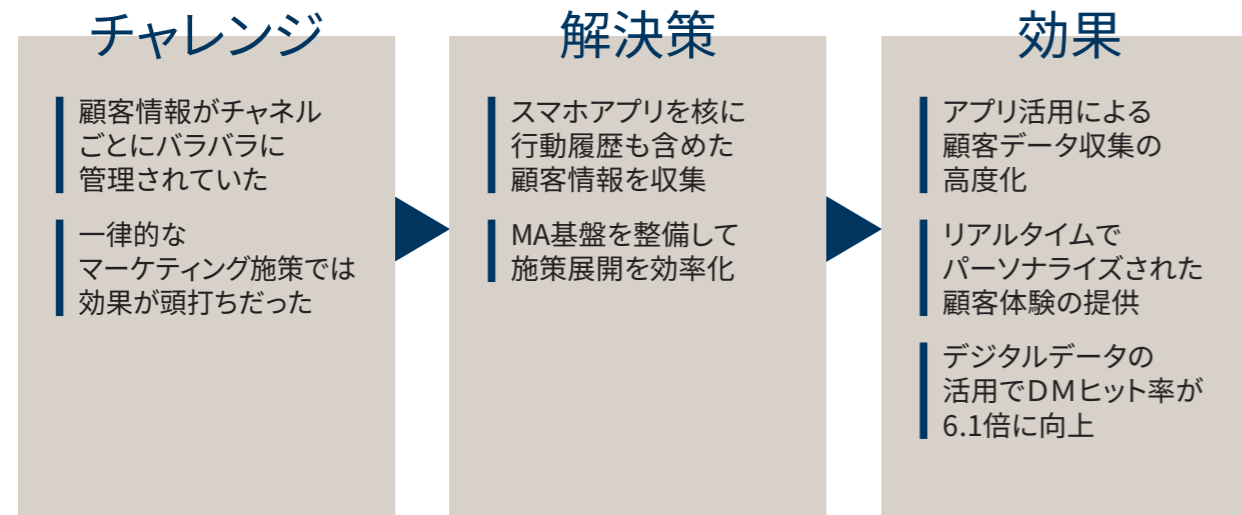 チャレンジ
顧客情報がチャネル
ごとにバラバラに
管理されていた
一律的な
マーケティング施策では
効果が頭打ちだった
解決策
スマホアプリを核に
行動履歴も含めた
顧客情報を収集
MA基盤を整備して
施策展開を効率化
効果
アプリ活用による
顧客データ収集の
高度化
リアルタイムで
パーソナライズされた
顧客体験の提供
デジタルデータの
活用でDMヒット率が
6.1倍に向上